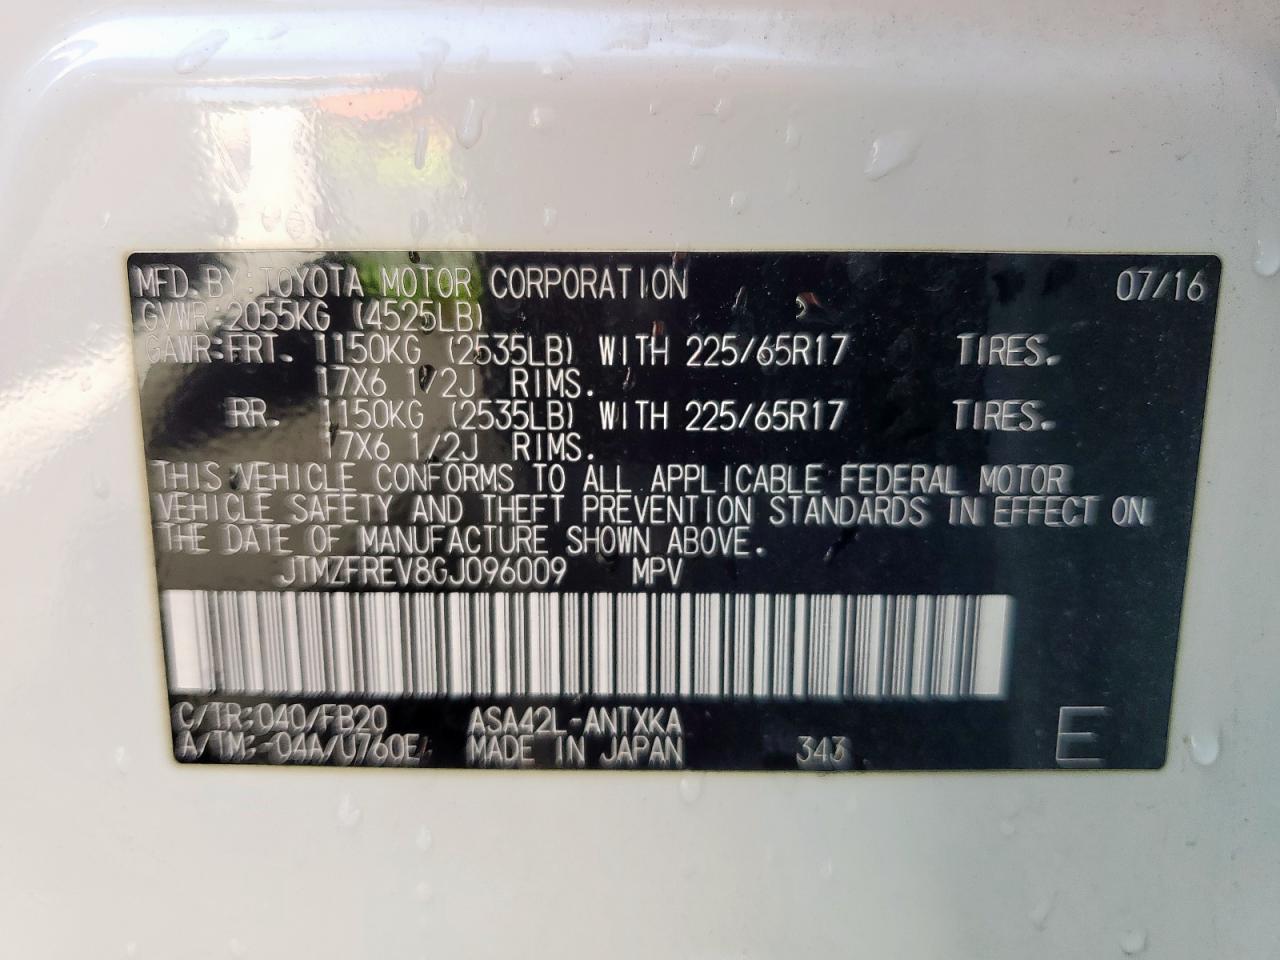 MFD. BY: TOYOTA MOTOR CORPORATION 07/16
GVWR: 2055KG (4525LB)
GAWR: FRT. 1150KG (2535LB) WITH 225/65R17 TIRES.
17X6 1/2J RIMS.
RR. 1150KG (2535LB) WITH 225/65R17 TIRES.
17X6 1/2J RIMS.
THIS VEHICLE CONFORMS TO ALL APPLICABLE FEDERAL MOTOR
VEHICLE SAFETY AND THEFT PREVENTION STANDARDS IN EFFECT ON
THE DATE OF MANUFACTURE SHOWN ABOVE.
JTMZFREV8GJ096009 MPV
C/TR: 040/FB20 ASA42L-ANTXKA
A/TM: -04A/U760E MADE IN JAPAN 343 E